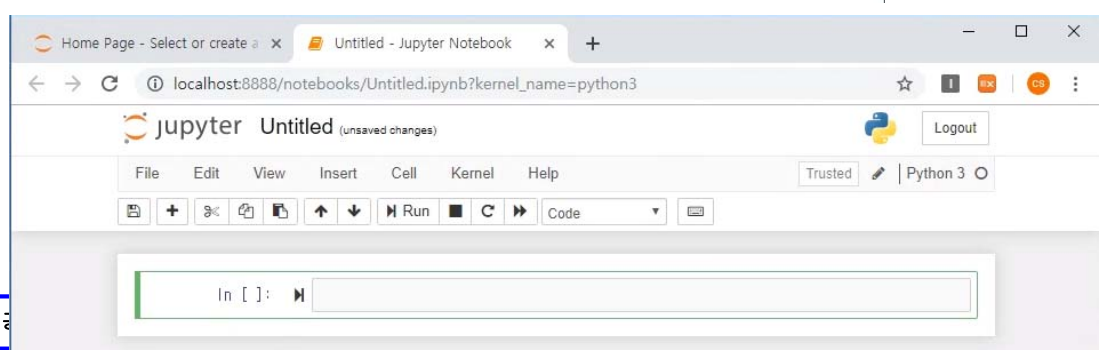 Home Page - Select or create a
Untitled - Jupyter Notebook
localhost:8888/notebooks/Untitled.ipynb?kernel_name=python3
CS
jupyter Untitled (unsaved changes)
Logout
File Edit View Insert Cell Kernel Help
Trusted
Python 3
Run
Code
In [ ]: